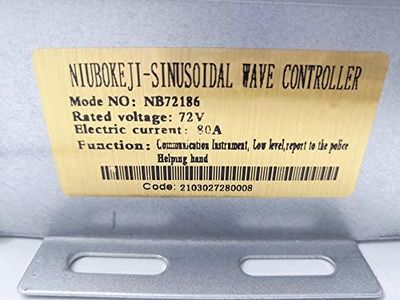 NIUBOKEJI-SINUSOIDAL WAVE CONTROLLER
Mode NO: NB72186
Rated voltage: 72V
Electric current: 80A
Function: Communication Instrument, Low level,report to the police
Helping hand
Code: 2103027280008